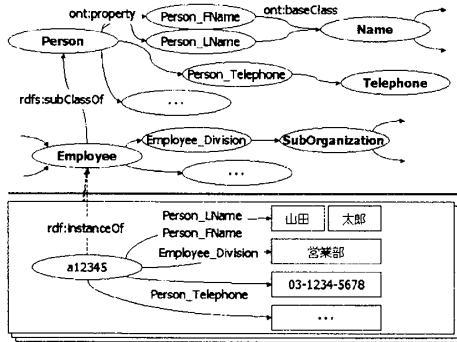 ont:property
Person_FName
ont:baseClass
Person
Person_LName
Name
Person_Telephone
Telephone
rdfs:subClassOf
...
Employee_Division
SubOrganization
Employee
...
rdf:instanceOf
Person_LName
山田 太郎
Person_FName
Employee_Division
営業部
a12345
03-1234-5678
Person_Telephone
...